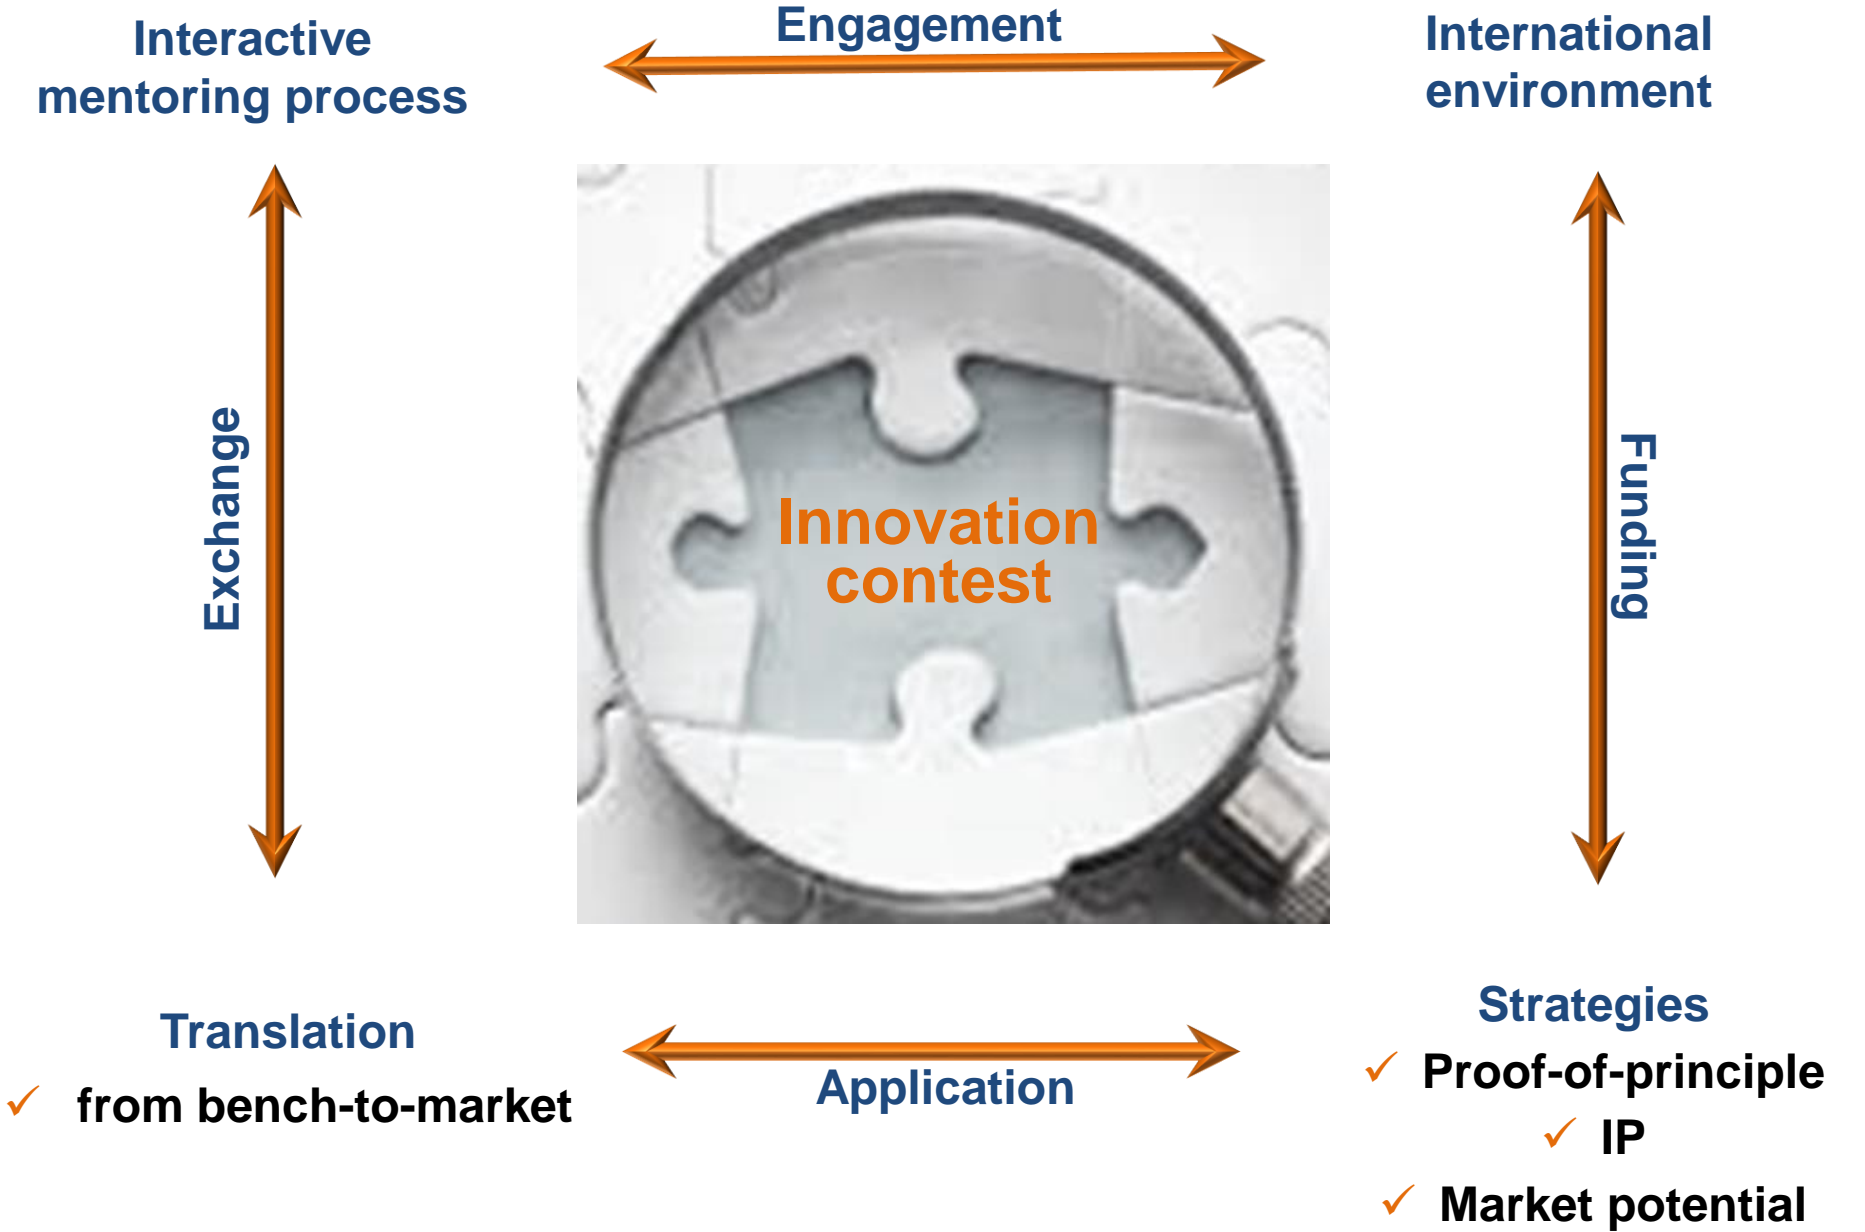 Interactive
mentoring process
Engagement
International
environment
Exchange
Innovation
contest
Funding
Translation
✓ from bench-to-market
Application
Strategies
✓ Proof-of-principle
✓ IP
✓ Market potential